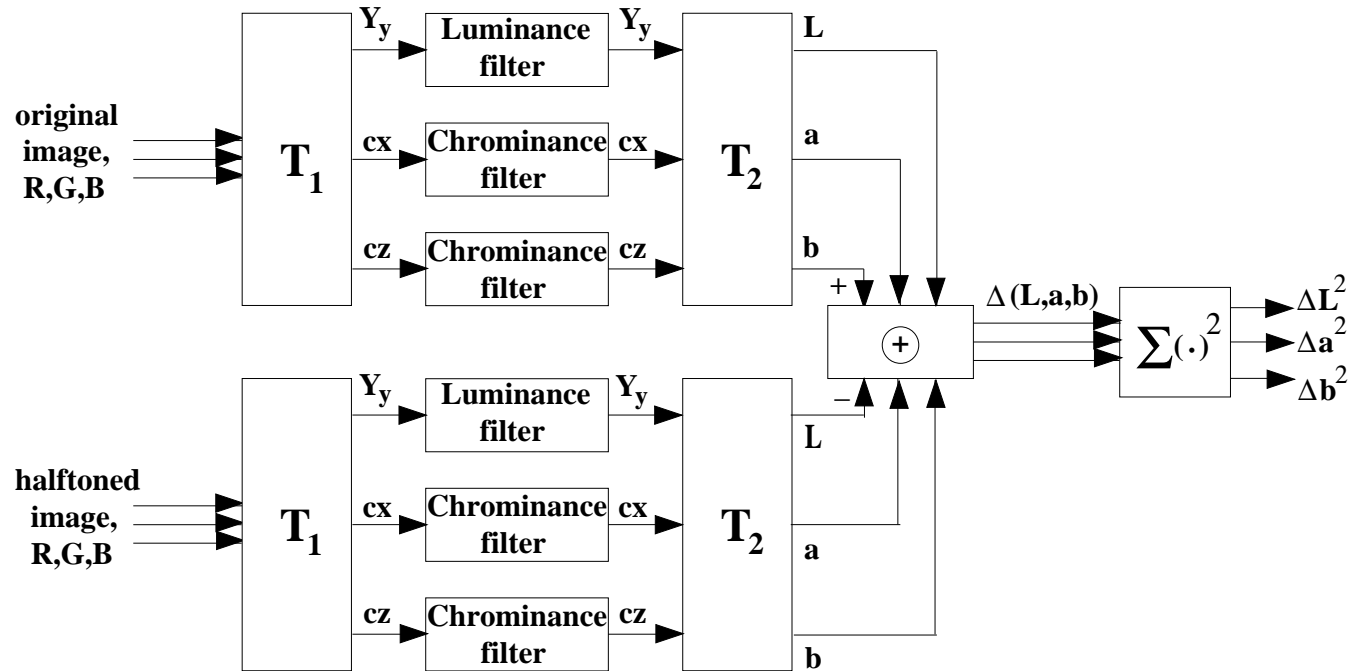 original
image,
R,G,B
T1
Yy
Luminance
filter
Yy
cx
Chrominance
filter
cx
cz
Chrominance
filter
cz
T2
L
a
b
+
halftoned
image,
R,G,B
T1
Yy
Luminance
filter
Yy
cx
Chrominance
filter
cx
cz
Chrominance
filter
cz
T2
L
a
b
−
+
Δ(L,a,b)
∑(.)²
ΔL²
Δa²
Δb²